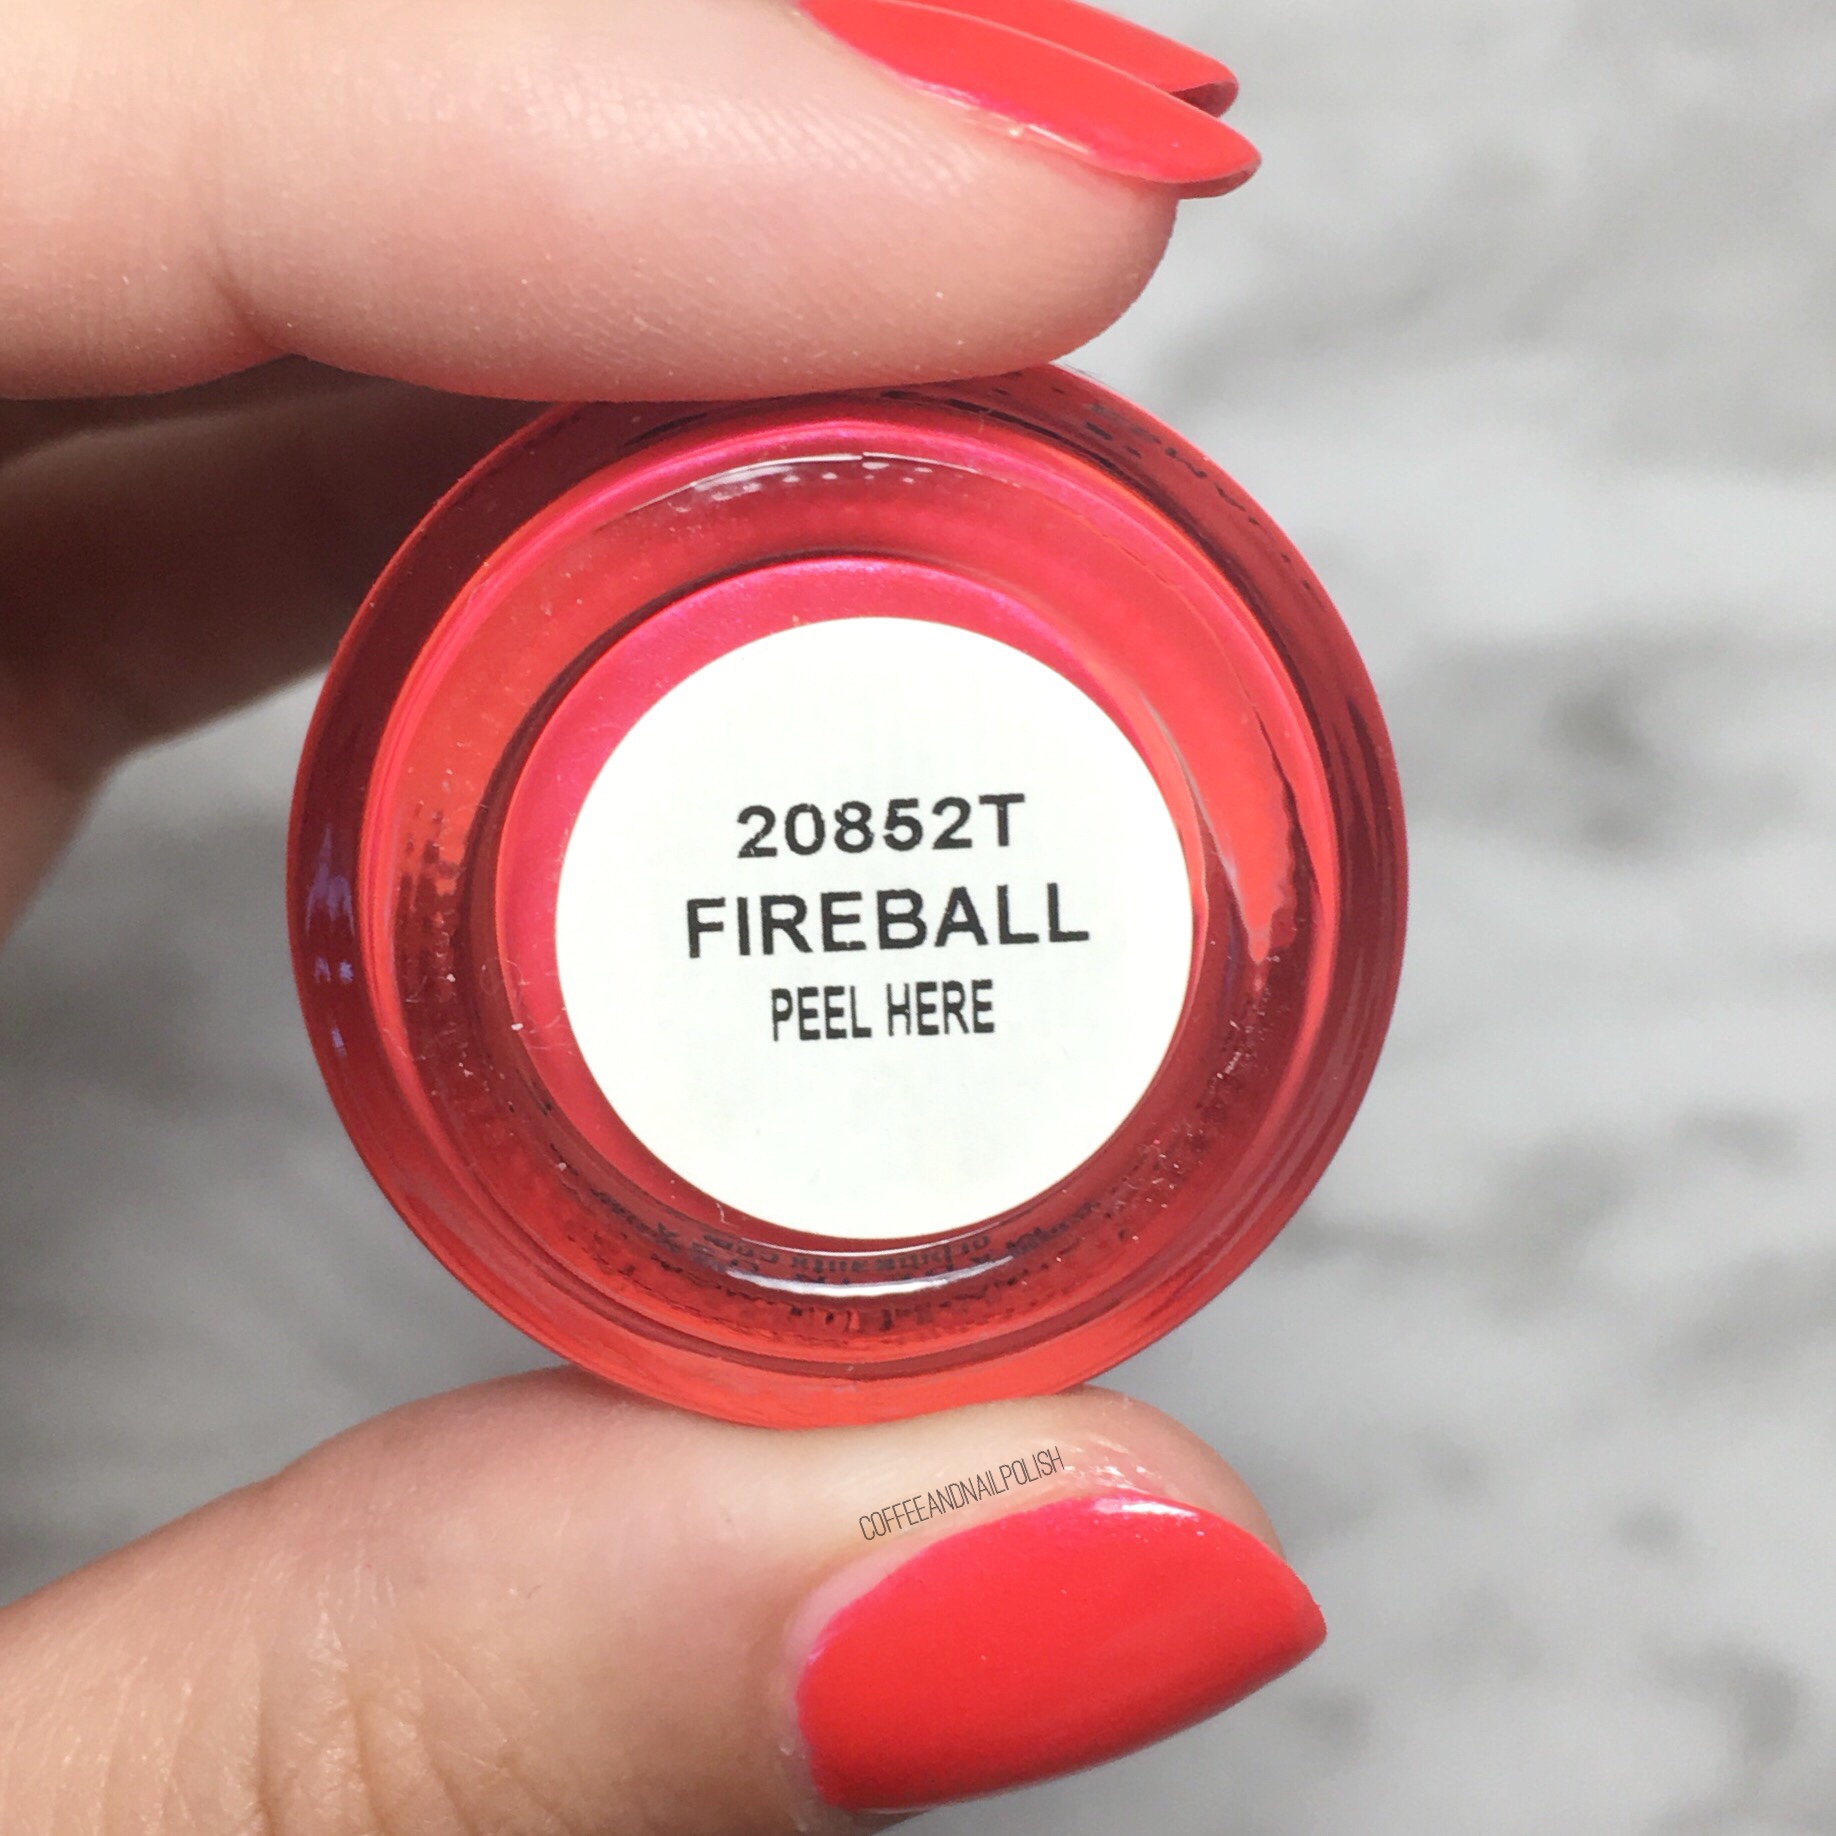 20852T
FIREBALL
PEEL HERE
COFFEEANDNAILPOLISH